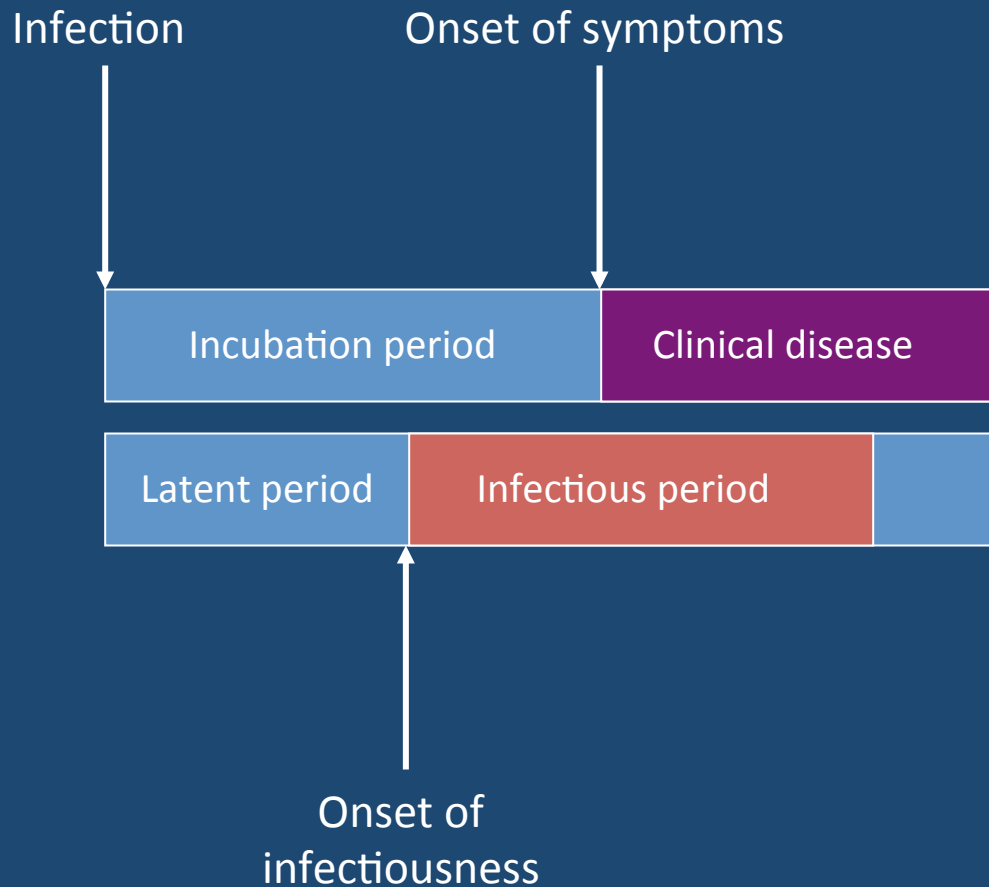 Infection
Onset of symptoms
Incubation period
Clinical disease
Latent period
Infectious period
Onset of
infectiousness